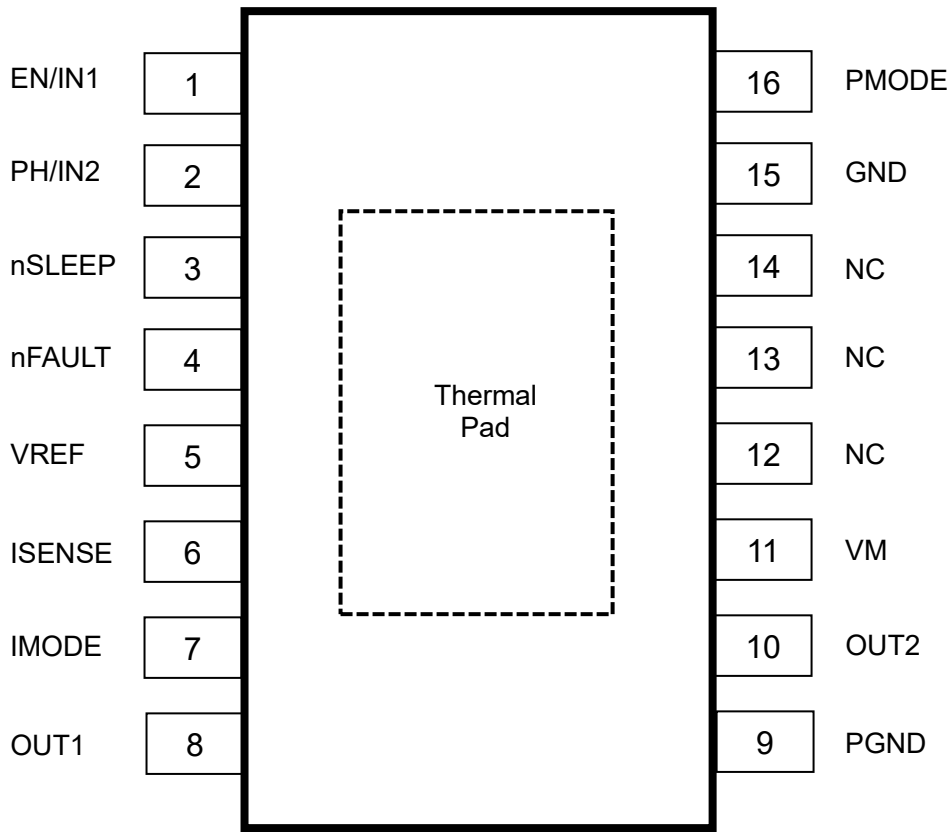 EN/IN1 1 16 PMODE
PH/IN2 2 15 GND
nSLEEP 3 14 NC
nFAULT 4 13 NC
Thermal
Pad
VREF 5 12 NC
ISENSE 6 11 VM
IMODE 7 10 OUT2
OUT1 8 9 PGND